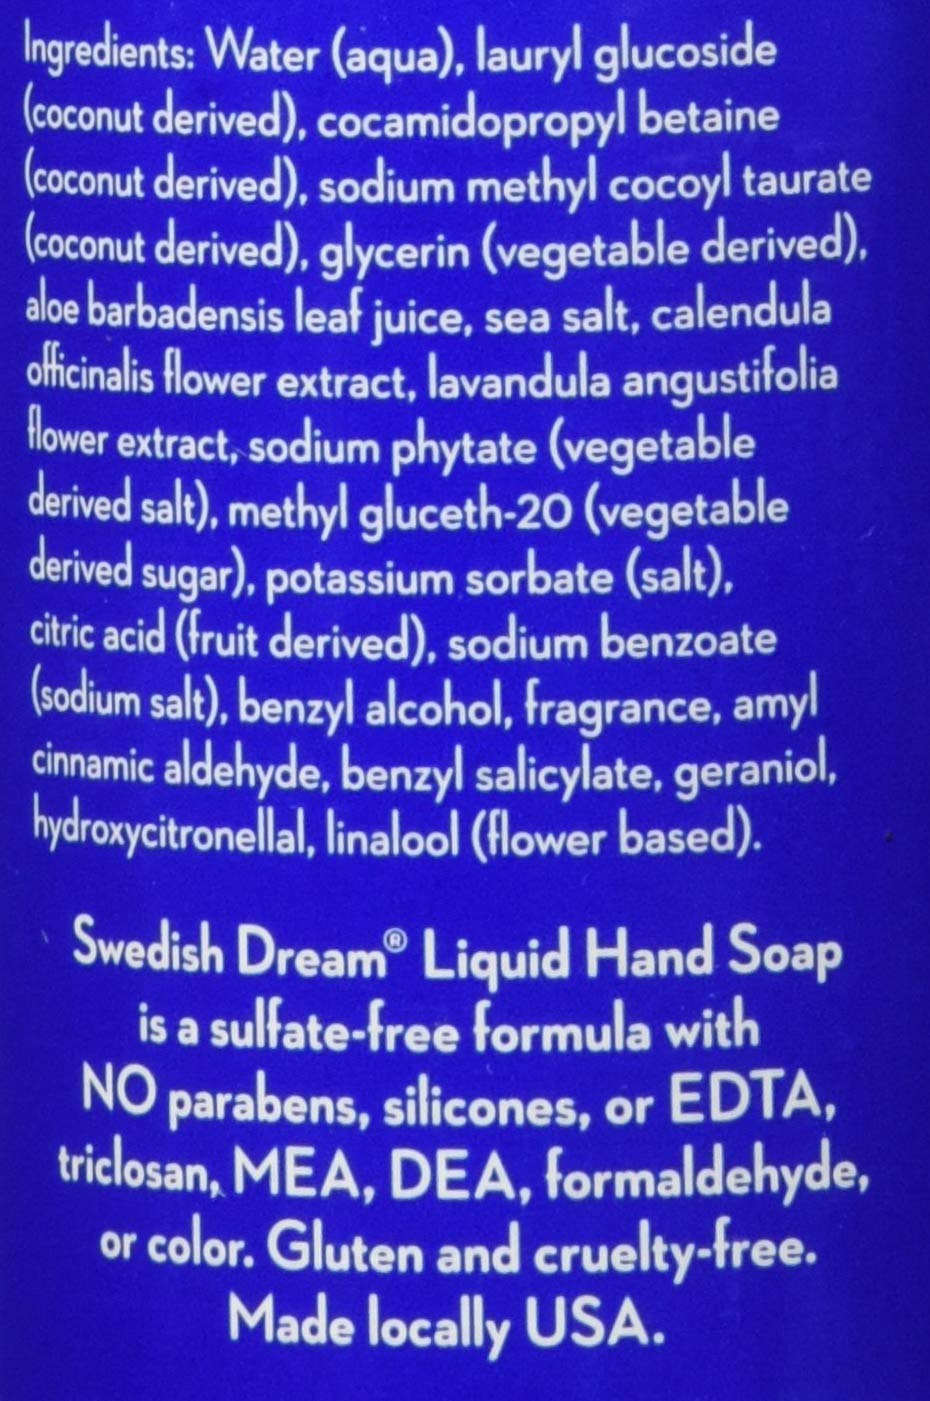 Ingredients: Water (aqua), lauryl glucoside
(coconut derived), cocamidopropyl betaine
(coconut derived), sodium methyl cocoyl taurate
(coconut derived), glycerin (vegetable derived),
aloe barbadensis leaf juice, sea salt, calendula
officinalis flower extract, lavandula angustifolia
flower extract, sodium phytate (vegetable
derived salt), methyl gluceth-20 (vegetable
derived sugar), potassium sorbate (salt),
citric acid (fruit derived), sodium benzoate
(sodium salt), benzyl alcohol, fragrance, amyl
cinnamic aldehyde, benzyl salicylate, geraniol,
hydroxycitronellal, linalool (flower based).
Swedish Dream® Liquid Hand Soap
is a sulfate-free formula with
NO parabens, silicones, or EDTA,
triclosan, MEA, DEA, formaldehyde,
or color. Gluten and cruelty-free.
Made locally USA.